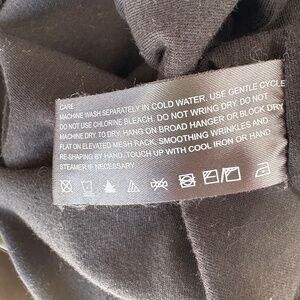 CARE:
MACHINE WASH SEPARATELY IN COLD WATER. USE GENTLE CYCLE
DO NOT USE CHLORINE BLEACH. DO NOT WRING DRY. DO NOT
MACHINE DRY. TO DRY, HANG ON BROAD HANGER OR BLOCK DRY
FLAT ON ELEVATED MESH RACK, SMOOTHING WRINKLES AND
RE-SHAPING BY HAND. TOUCH UP WITH COOL IRON OR HAND
STEAMER IF NECESSARY.